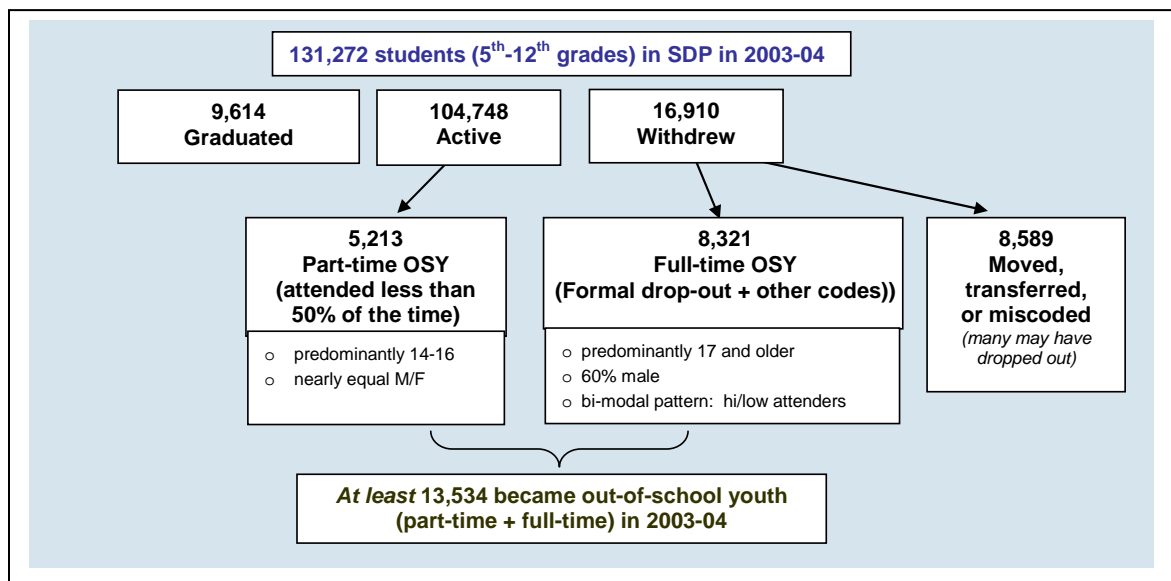 131,272 students (5th-12th grades) in SDP in 2003-04
9,614
Graduated
104,748
Active
16,910
Withdrew
5,213
Part-time OSY
(attended less than
50% of the time)
o predominantly 14-16
o nearly equal M/F
8,321
Full-time OSY
(Formal drop-out + other codes))
o predominantly 17 and older
o 60% male
o bi-modal pattern: hi/low attenders
8,589
Moved,
transferred,
or miscoded
(many may have
dropped out)
At least 13,534 became out-of-school youth
(part-time + full-time) in 2003-04